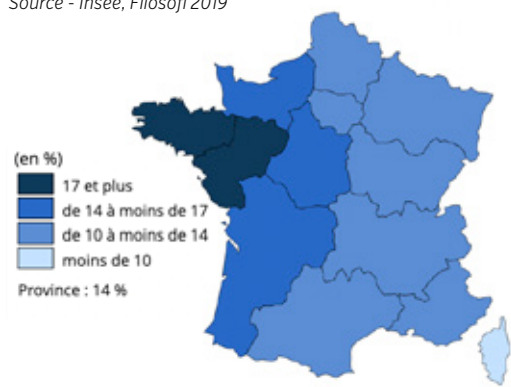 Source - Insee, Filosofi 2019
(en %)
17 et plus
de 14 à moins de 17
de 10 à moins de 14
moins de 10
Province : 14 %